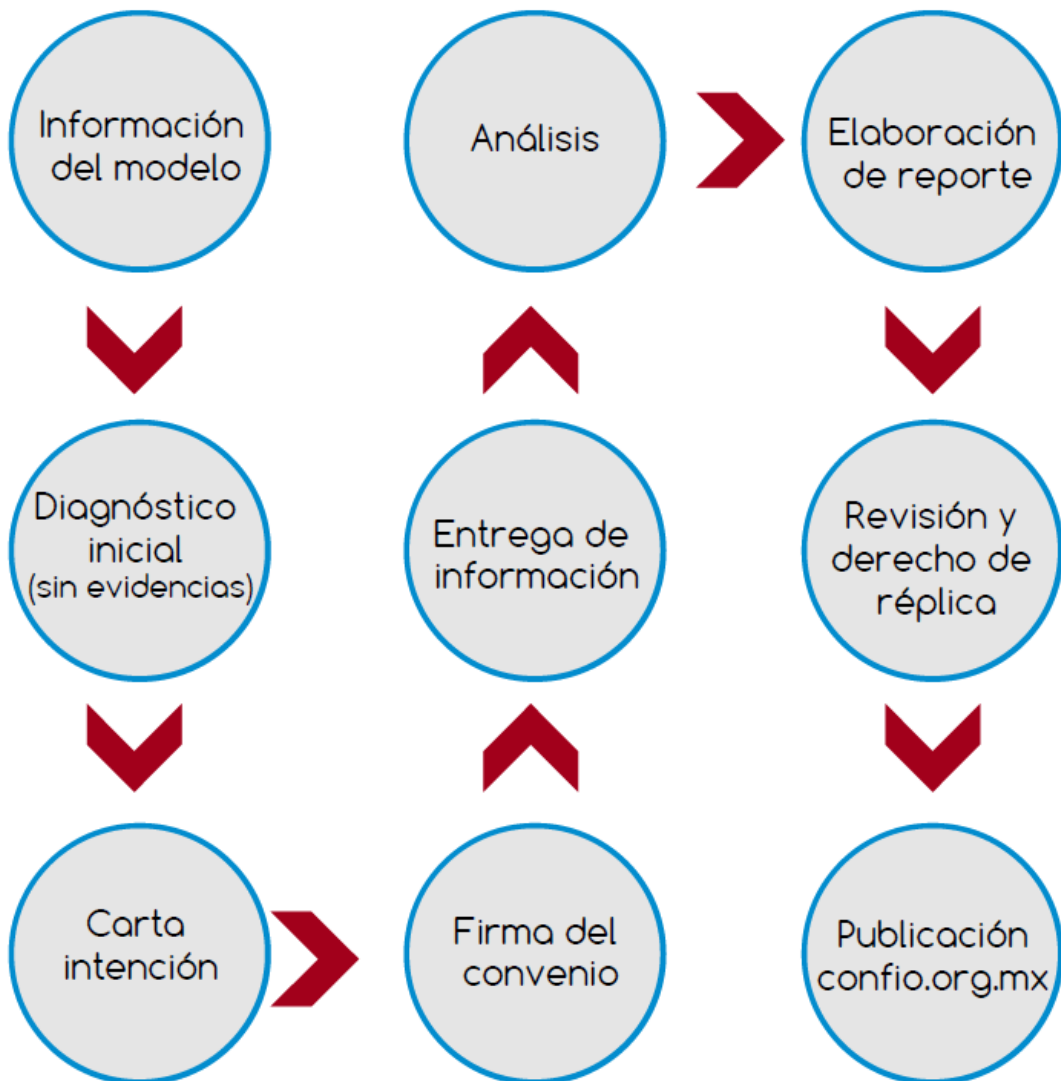 Información
del modelo
Diagnóstico
inicial
(sin evidencias)
Carta
intención
Firma del
convenio
Entrega de
información
Análisis
Elaboración
de reporte
Revisión y
derecho de
réplica
Publicación
confio.org.mx